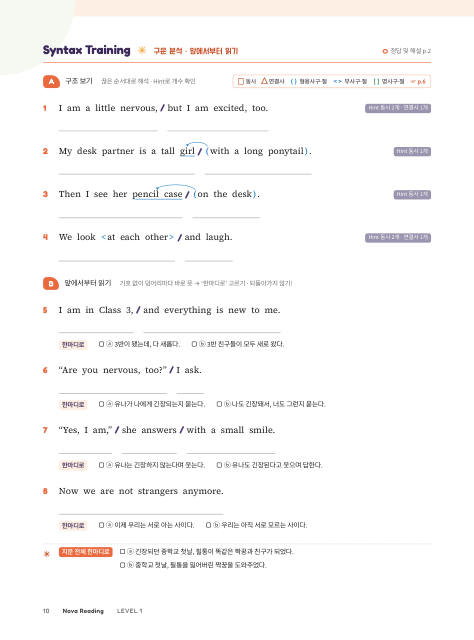 Syntax Training ✳ 구문 분석 · 앞에서부터 읽기
정답 및 해설 p.2
A 구조 보기 끊은 순서대로 해석 · Hint로 개수 확인
□ 동사 △ 연결사 ( ) 형용사구·절 < > 부사구·절 [ ] 명사구·절 ☞ p.6
1 I am a little nervous, / but I am excited, too.
Hint 동사 2개 · 연결사 1개
2 My desk partner is a tall girl / (with a long ponytail).
Hint 동사 1개
3 Then I see her pencil case / (on the desk).
Hint 동사 1개
4 We look <at each other> / and laugh.
Hint 동사 2개 · 연결사 1개
B 앞에서부터 읽기 기호 없이 덩어리마다 바로 뜻 → '한마디로' 고르기 · 되돌아가지 않기!
5 I am in Class 3, / and everything is new to me.
한마디로 □ ⓐ 3반이 됐는데, 다 새롭다. □ ⓑ 3반 친구들이 모두 새로 왔다.
6 “Are you nervous, too?” / I ask.
한마디로 □ ⓐ 유나가 나에게 긴장되는지 묻는다. □ ⓑ 나도 긴장돼서, 너도 그런지 묻는다.
7 “Yes, I am,” / she answers / with a small smile.
한마디로 □ ⓐ 유나는 긴장하지 않는다며 웃는다. □ ⓑ 유나도 긴장된다고 웃으며 답한다.
8 Now we are not strangers anymore.
한마디로 □ ⓐ 이제 우리는 서로 아는 사이다. □ ⓑ 우리는 아직 서로 모르는 사이다.
✳ 지문 전체 한마디로 □ ⓐ 긴장되던 중학교 첫날, 필통이 똑같은 짝꿍과 친구가 되었다.
□ ⓑ 중학교 첫날, 필통을 잃어버린 짝꿍을 도와주었다.
10 Nova Reading LEVEL 1